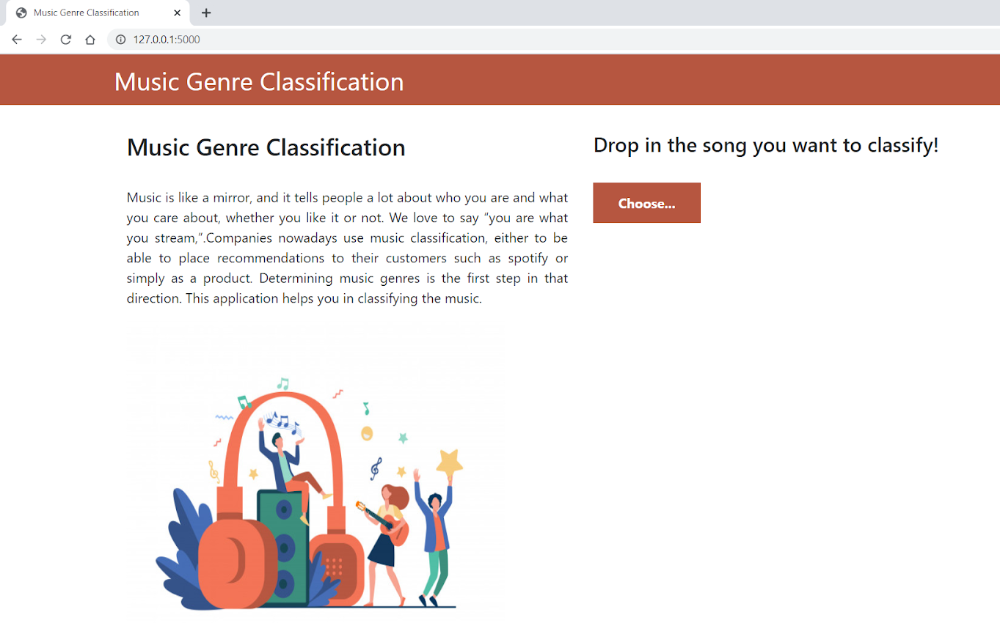 Music Genre Classification
127.0.0.1:5000
Music Genre Classification
Music Genre Classification
Music is like a mirror, and it tells people a lot about who you are and what
you care about, whether you like it or not. We love to say “you are what
you stream,”.Companies nowadays use music classification, either to be
able to place recommendations to their customers such as spotify or
simply as a product. Determining music genres is the first step in that
direction. This application helps you in classifying the music.
Drop in the song you want to classify!
Choose...